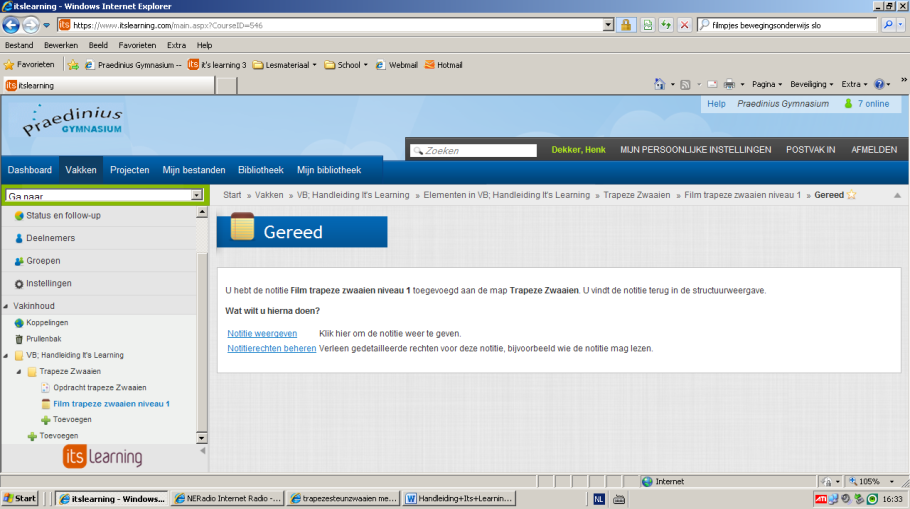 itslearning - Windows Internet Explorer
https://www.itslearning.com/main.aspx?CourseID=546
filmpjes bewegingsonderwijs slo
Bestand Bewerken Beeld Favorieten Extra Help
Favorieten Praedinius Gymnasium -- it's learning 3 Lesmateriaal School Webmail Hotmail
itslearning
Pagina Beveiliging Extra
Help Praedinius Gymnasium 7 online
Praedinius
GYMNASIUM
Zoeken Dekker, Henk MIJN PERSOONLIJKE INSTELLINGEN POSTVAK IN AFMELDEN
Dashboard Vakken Projecten Mijn bestanden Bibliotheek Mijn bibliotheek
Ga naar
Start » Vakken » VB; Handleiding It's Learning » Elementen in VB; Handleiding It's Learning » Trapeze Zwaaien » Film trapeze zwaaien niveau 1 » Gereed
Status en follow-up
Deelnemers
Groepen
Instellingen
Vakinhoud
Koppelingen
Prullenbak
VB; Handleiding It's Learning
Trapeze Zwaaien
Opdracht trapeze Zwaaien
Film trapeze zwaaien niveau 1
Toevoegen
Toevoegen
its learning
Gereed
U hebt de notitie Film trapeze zwaaien niveau 1 toegevoegd aan de map Trapeze Zwaaien. U vindt de notitie terug in de structuurweergave.
Wat wilt u hierna doen?
Notitie weergeven Klik hier om de notitie weer te geven.
Notitierechten beheren Verleen gedetailleerde rechten voor deze notitie, bijvoorbeeld wie de notitie mag lezen.
Internet 105%
Start itslearning - Windows... NERadio Internet Radio -... trapezesteunzwaaien me... Handleiding+Its+Learnin... NL 16:33